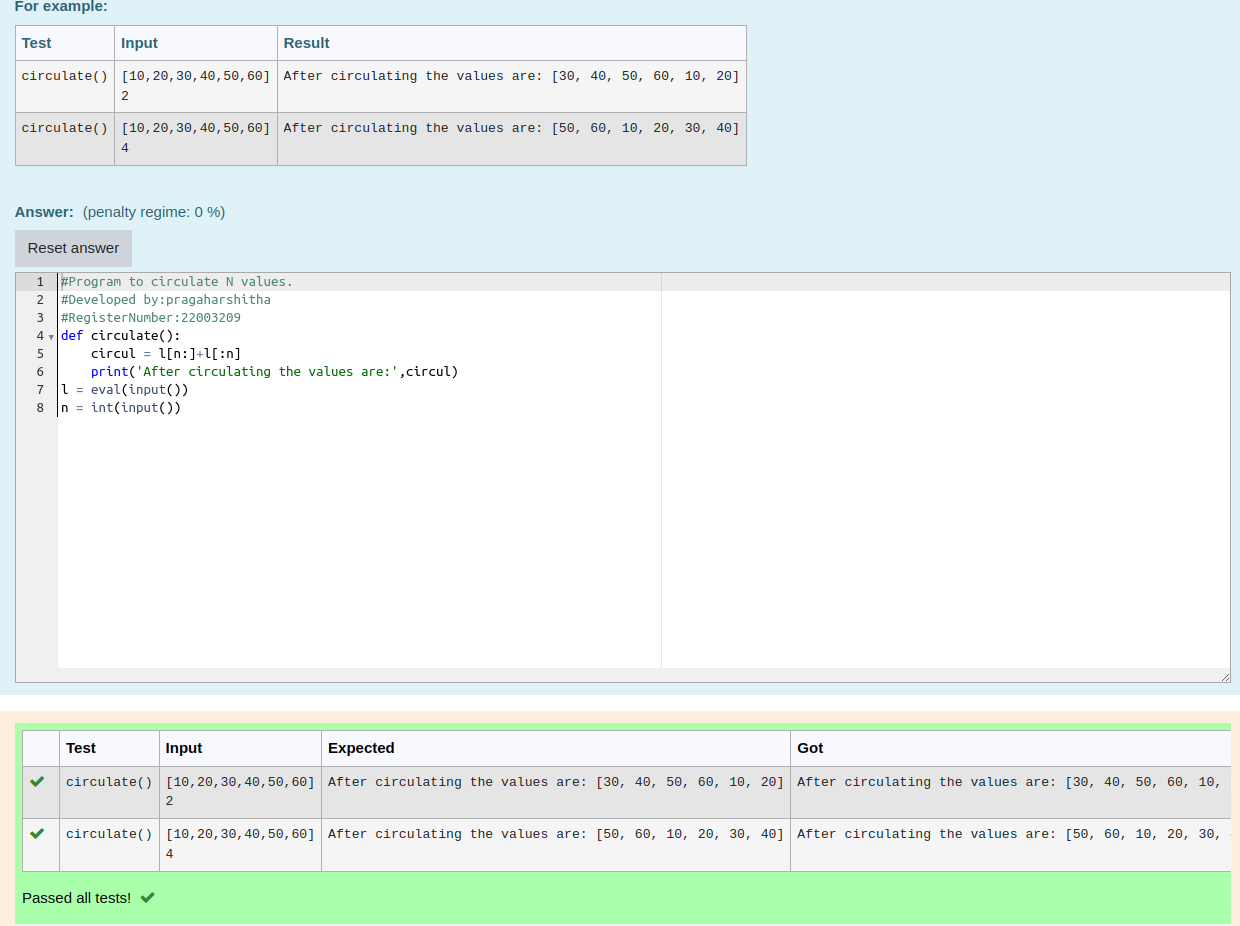 For example:
Test Input Result
circulate() [10,20,30,40,50,60] After circulating the values are: [30, 40, 50, 60, 10, 20]
2
circulate() [10,20,30,40,50,60] After circulating the values are: [50, 60, 10, 20, 30, 40]
4
Answer: (penalty regime: 0 %)
Reset answer
1 #Program to circulate N values.
2 #Developed by:pragaharshitha
3 #RegisterNumber:22003209
4 def circulate():
5     circul = l[n:]+l[:n]
6     print('After circulating the values are:',circul)
7 l = eval(input())
8 n = int(input())
Test Input Expected Got
circulate() [10,20,30,40,50,60] After circulating the values are: [30, 40, 50, 60, 10, 20] After circulating the values are: [30, 40, 50, 60, 10,
2
circulate() [10,20,30,40,50,60] After circulating the values are: [50, 60, 10, 20, 30, 40] After circulating the values are: [50, 60, 10, 20, 30,
4
Passed all tests!